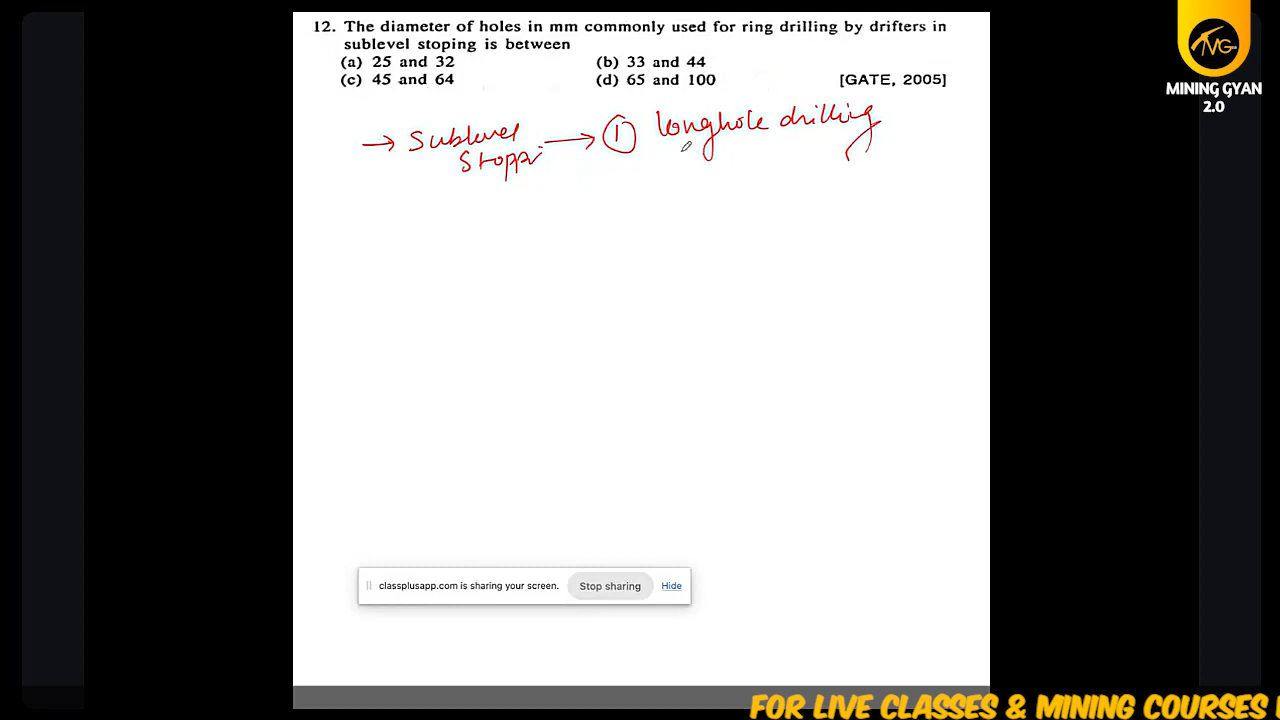 12. The diameter of holes in mm commonly used for ring drilling by drifters in
sublevel stoping is between
(a) 25 and 32 (b) 33 and 44
(c) 45 and 64 (d) 65 and 100 [GATE, 2005]
→ Sublevel → ① longhole drilling
MG
MINING GYAN
2.0
classplusapp.com is sharing your screen. Stop sharing Hide
FOR LIVE CLASSES & MINING COURSES